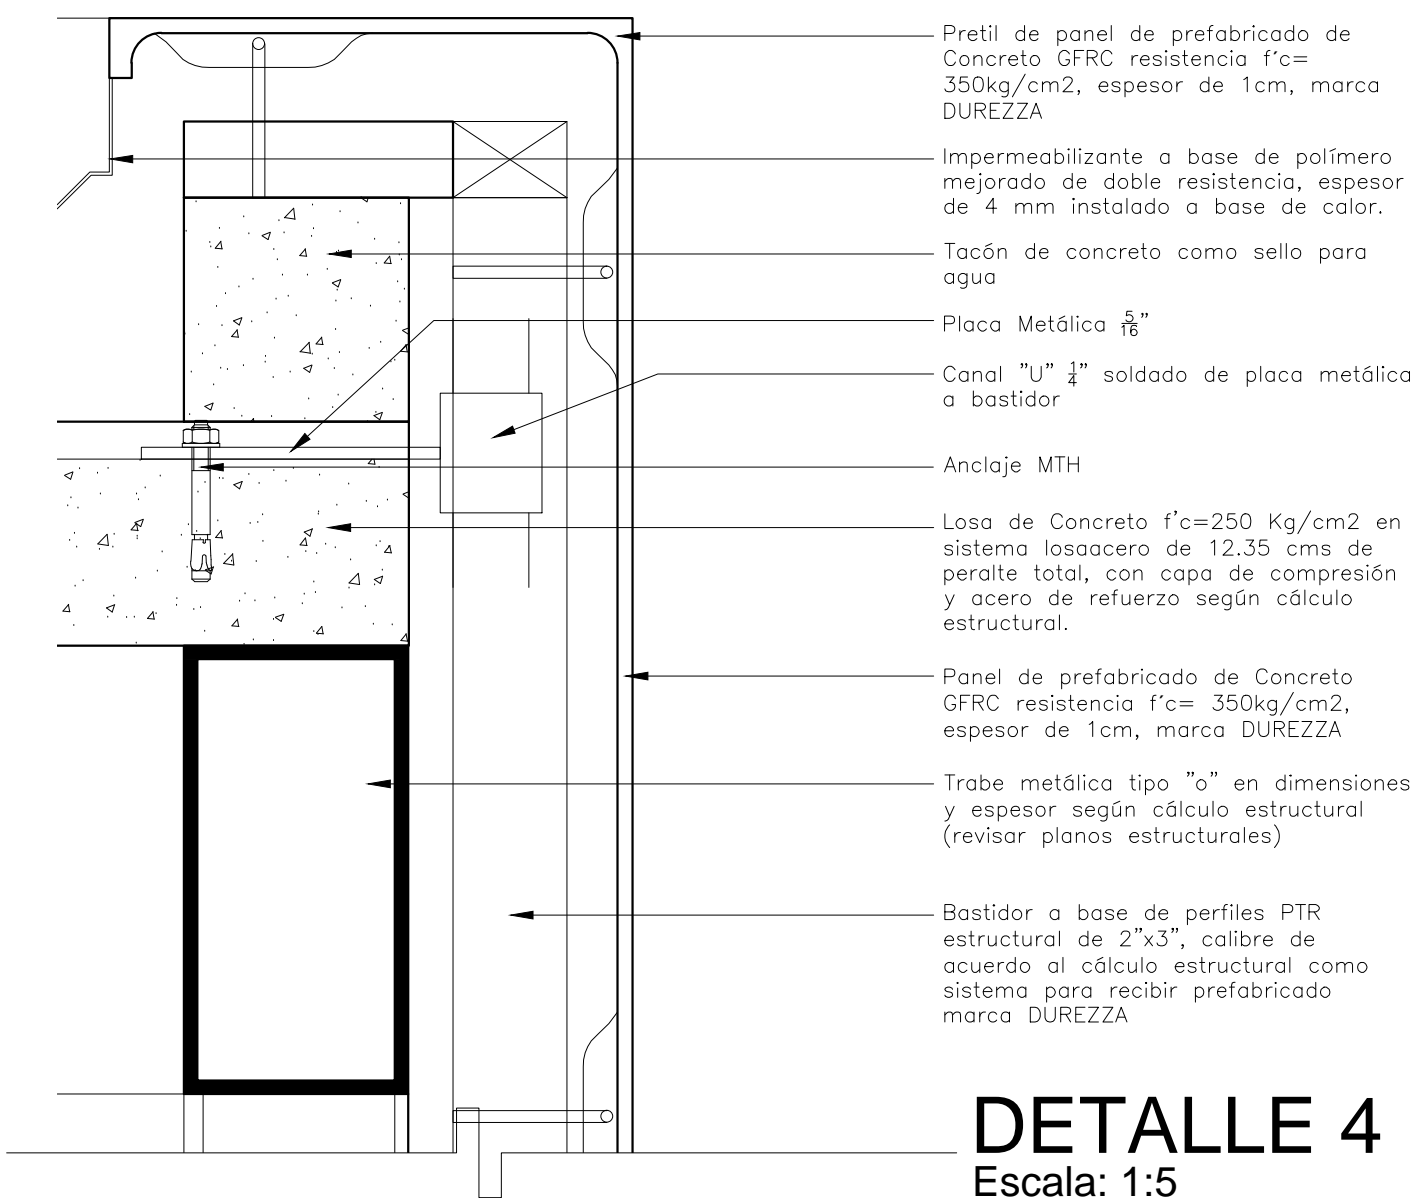 Pretil de panel de prefabricado de
Concreto GFRC resistencia f´c=
350kg/cm2, espesor de 1cm, marca
DUREZZA
Impermeabilizante a base de polímero
mejorado de doble resistencia, espesor
de 4 mm instalado a base de calor.
Tacón de concreto como sello para
agua
Placa Metálica 5/16”
Canal ”U” 1/4” soldado de placa metálica
a bastidor
Anclaje MTH
Losa de Concreto f’c=250 Kg/cm2 en
sistema losaacero de 12.35 cms de
peralte total, con capa de compresión
y acero de refuerzo según cálculo
estructural.
Panel de prefabricado de Concreto
GFRC resistencia f´c= 350kg/cm2,
espesor de 1cm, marca DUREZZA
Trabe metálica tipo ”o” en dimensiones
y espesor según cálculo estructural
(revisar planos estructurales)
Bastidor a base de perfiles PTR
estructural de 2”x3”, calibre de
acuerdo al cálculo estructural como
sistema para recibir prefabricado
marca DUREZZA
DETALLE 4
Escala: 1:5